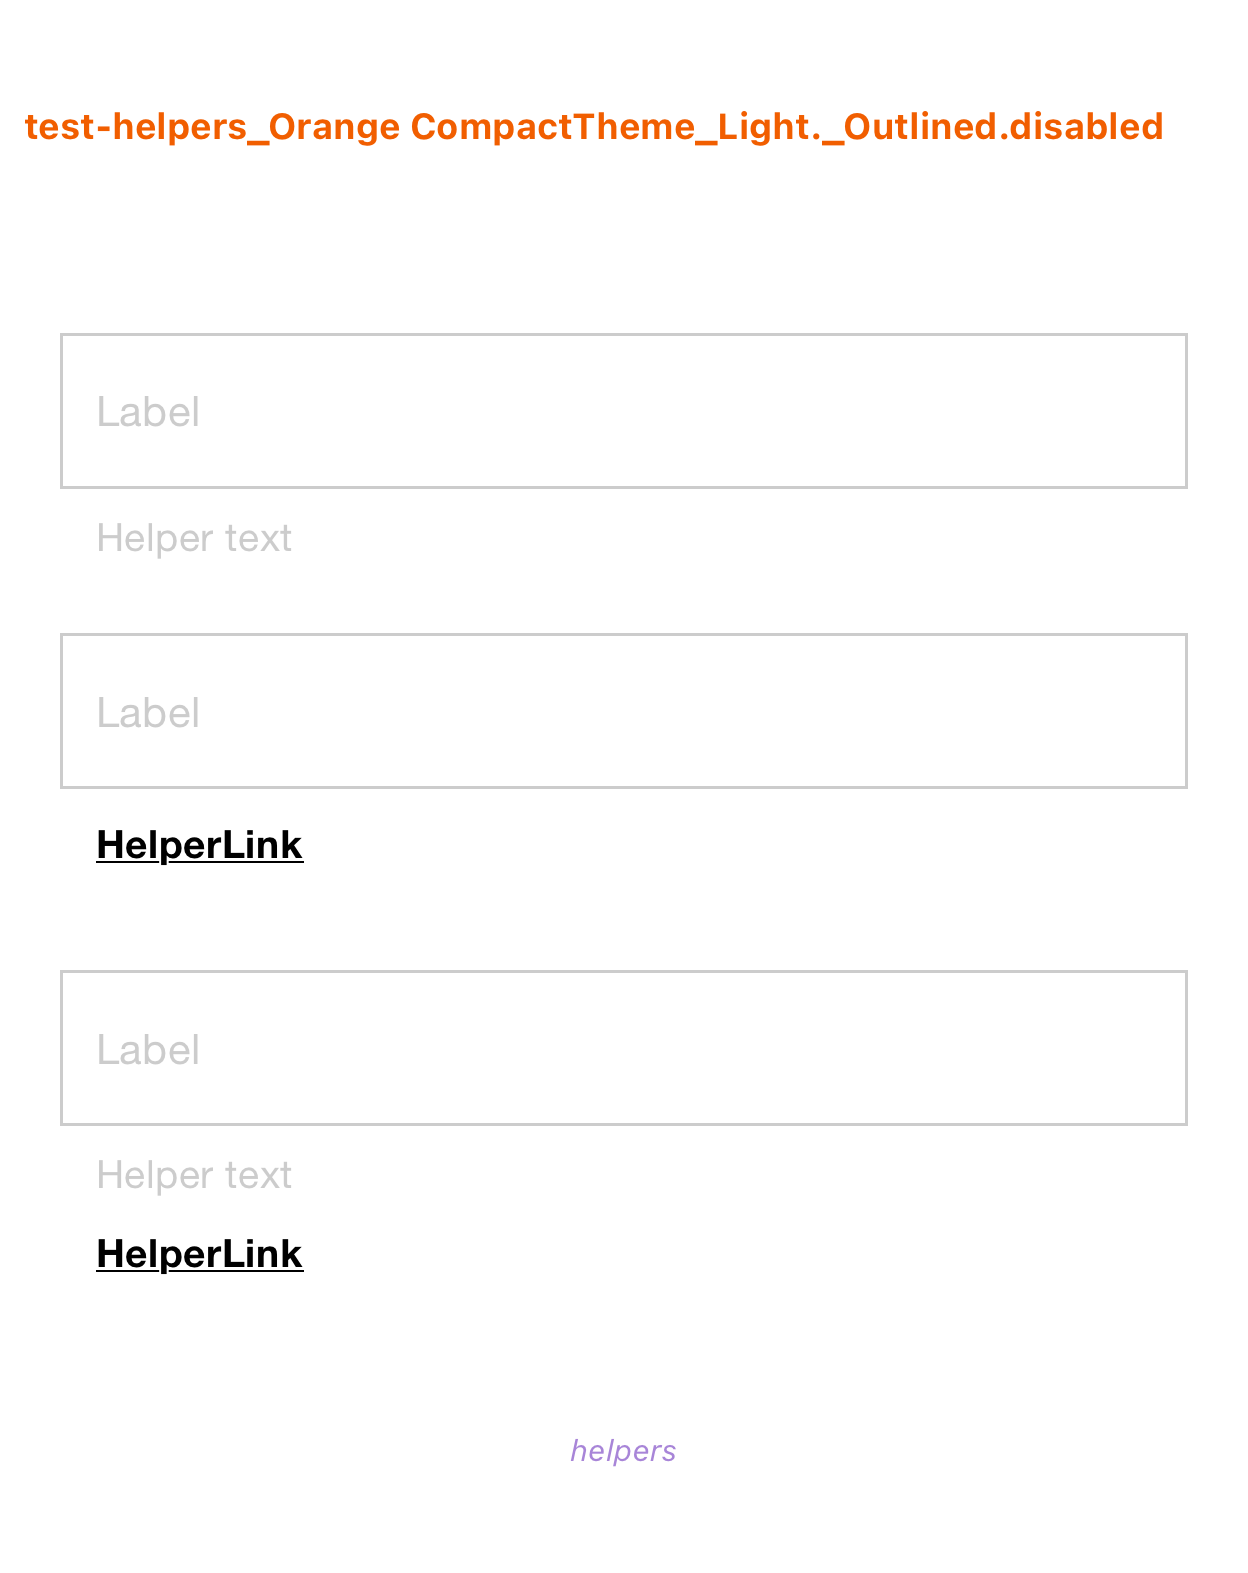 test-helpers_Orange CompactTheme_Light._Outlined.disabled
Label
Helper text
Label
HelperLink
Label
Helper text
HelperLink
helpers